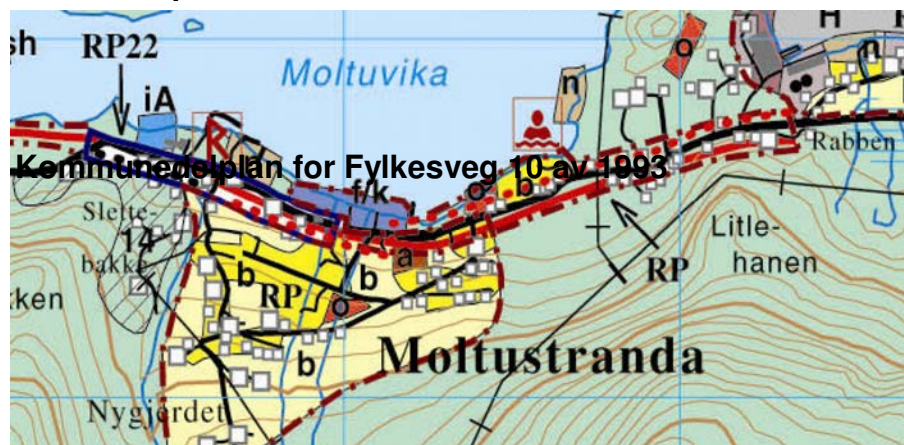 sh
RP22
H
o
n
Moltuvika
n
iA
R
Rabben
Kommunedelplan for Fylkesveg 10 av 1993
f/k
o
b
Slette-
14
bakk
a
Litle-
hanen
b
RP
b
RP
ken
o
b
Moltustranda
Nygjerdet